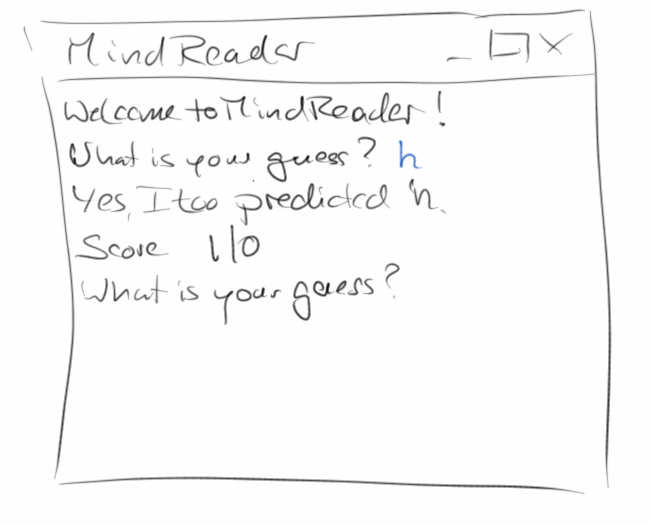 MindReader
Welcome to MindReader!
What is your guess? h
Yes, I too predicted 'h.
Score 1/0
What is your guess?